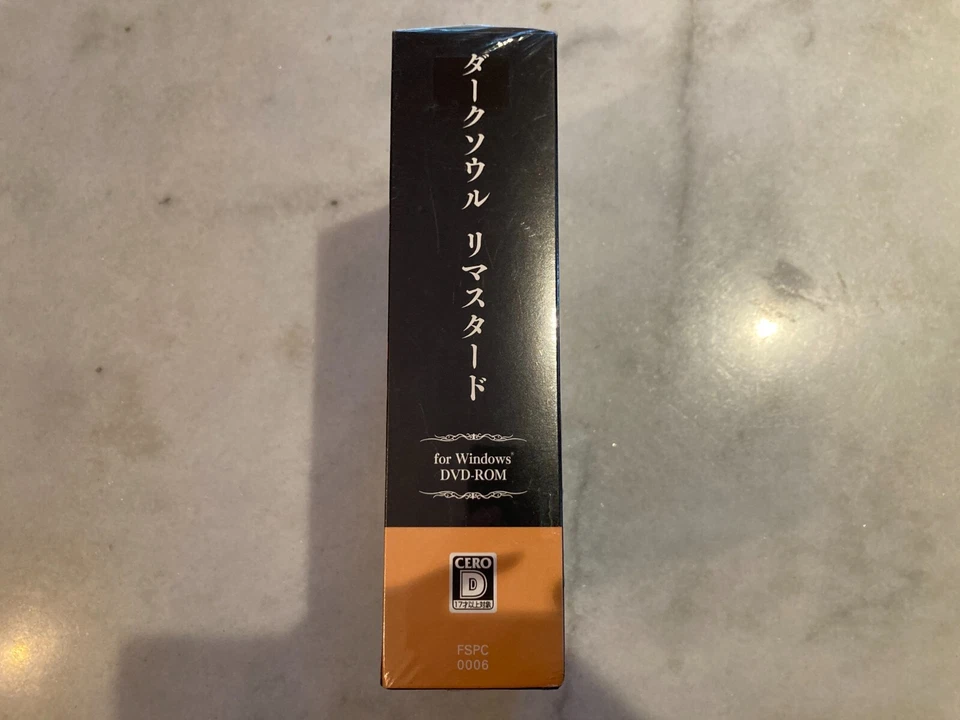 ダークソウル リマスタード
for Windows®
DVD-ROM
CERO
D
17才以上対象
FSPC
0006